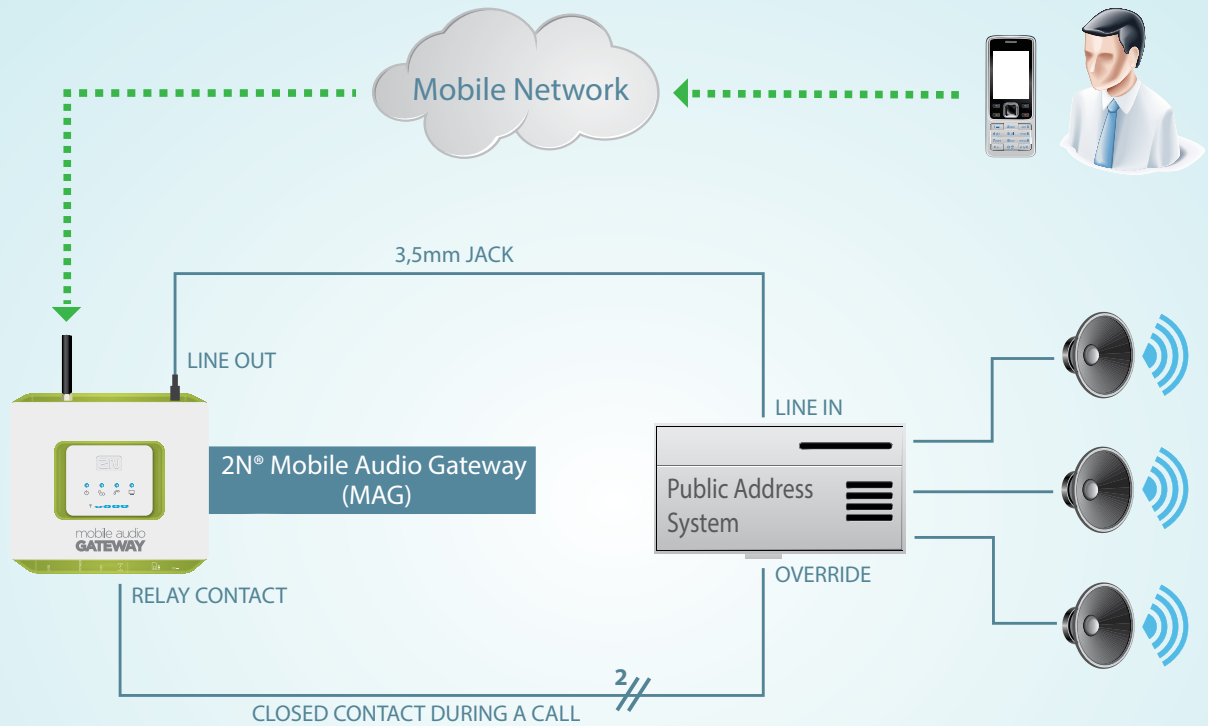 Mobile Network
3,5mm JACK
LINE OUT
LINE IN
2N® Mobile Audio Gateway
(MAG)
Public Address
System
mobile audio
GATEWAY
OVERRIDE
RELAY CONTACT
2
CLOSED CONTACT DURING A CALL